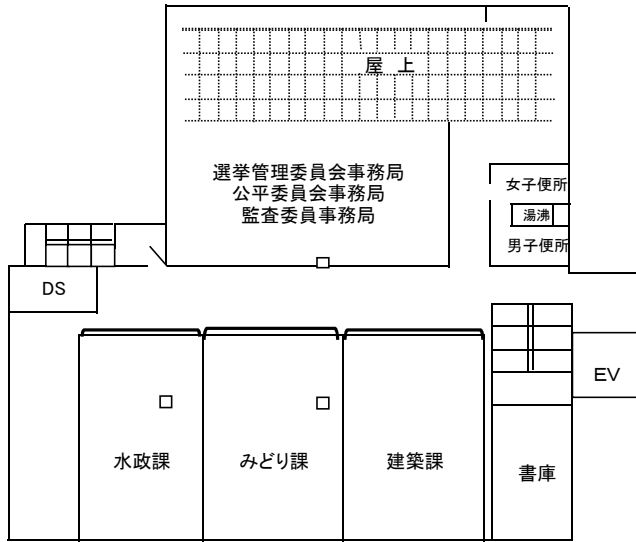 屋 上
選挙管理委員会事務局
公平委員会事務局
監査委員事務局
女子便所
湯沸
男子便所
DS
EV
水政課
みどり課
建築課
書庫